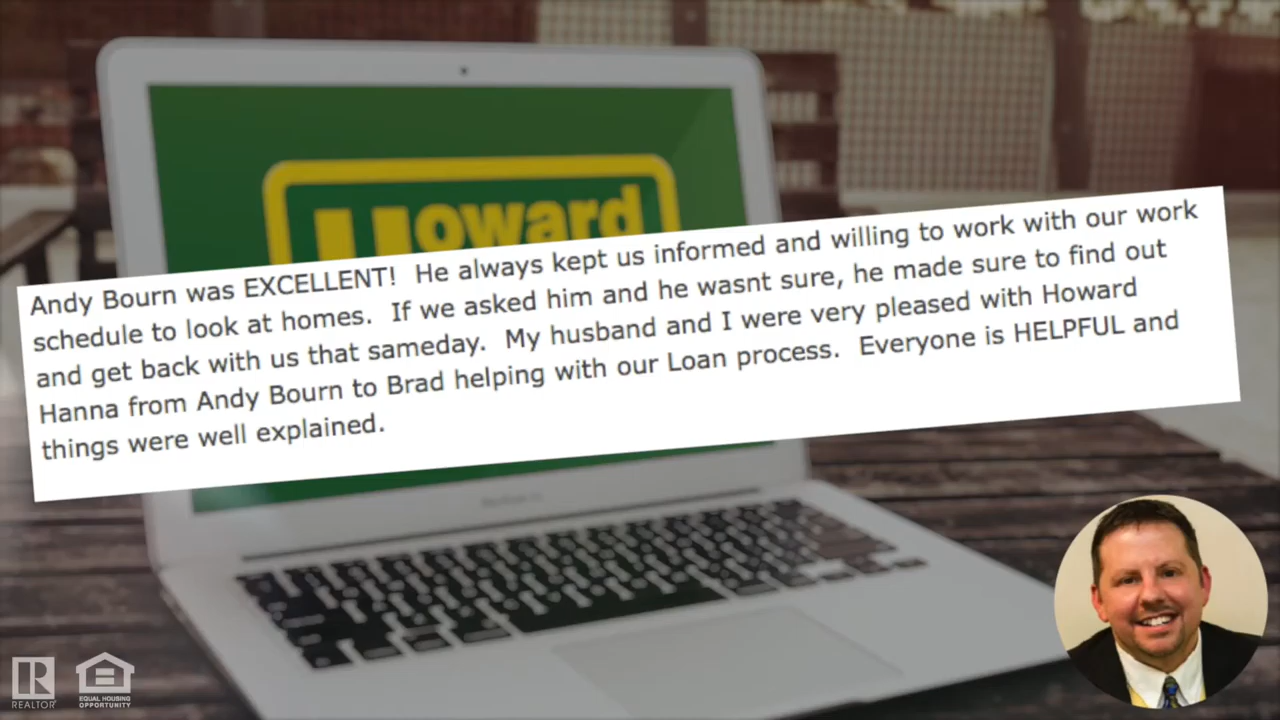 Howard
Andy Bourn was EXCELLENT!  He always kept us informed and willing to work with our work
schedule to look at homes.  If we asked him and he wasnt sure, he made sure to find out
and get back with us that sameday.  My husband and I were very pleased with Howard
Hanna from Andy Bourn to Brad helping with our Loan process.  Everyone is HELPFUL and
things were well explained.
REALTOR®
EQUAL HOUSING
OPPORTUNITY